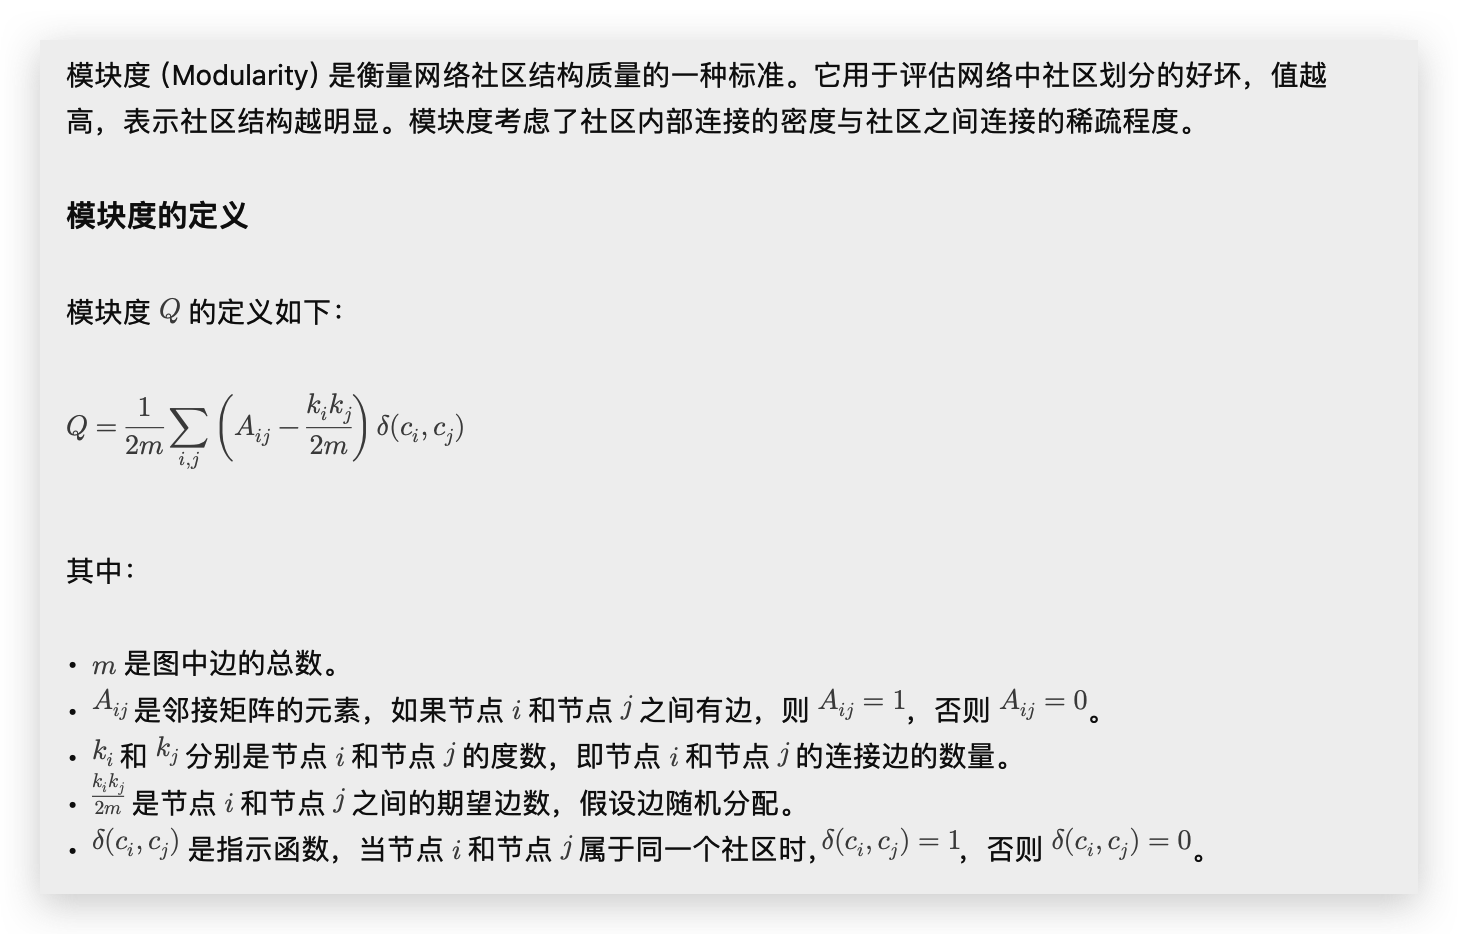 模块度 (Modularity) 是衡量网络社区结构质量的一种标准。它用于评估网络中社区划分的好坏，值越
高，表示社区结构越明显。模块度考虑了社区内部连接的密度与社区之间连接的稀疏程度。
模块度的定义
模块度 Q 的定义如下：
Q = \frac{1}{2m} \sum_{i,j} \left( A_{ij} - \frac{k_i k_j}{2m} \right) \delta(c_i, c_j)
其中：
• m 是图中边的总数。
• A_{ij} 是邻接矩阵的元素，如果节点 i 和节点 j 之间有边，则 A_{ij} = 1，否则 A_{ij} = 0。
• k_i 和 k_j 分别是节点 i 和节点 j 的度数，即节点 i 和节点 j 的连接边的数量。
• \frac{k_i k_j}{2m} 是节点 i 和节点 j 之间的期望边数，假设边随机分配。
• \delta(c_i, c_j) 是指示函数，当节点 i 和节点 j 属于同一个社区时, \delta(c_i, c_j) = 1，否则 \delta(c_i, c_j) = 0。